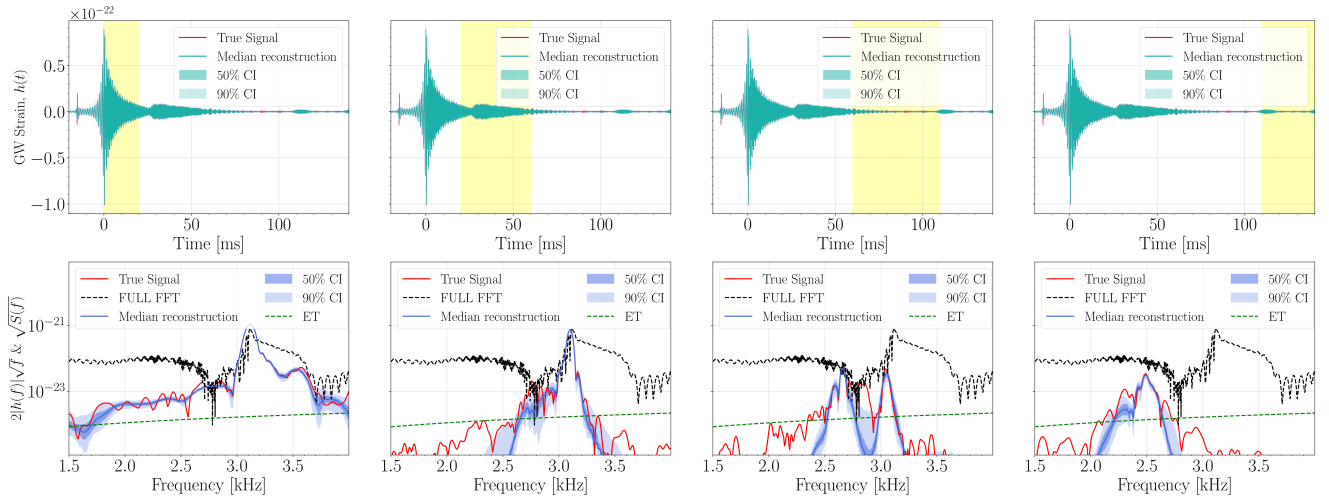 ×10⁻²²
GW Strain, h(t)
0.5
0.0
−0.5
−1.0
True Signal
Median reconstruction
50% CI
90% CI
0 50 100
Time [ms]
True Signal
Median reconstruction
50% CI
90% CI
0 50 100
Time [ms]
True Signal
Median reconstruction
50% CI
90% CI
0 50 100
Time [ms]
True Signal
Median reconstruction
50% CI
90% CI
0 50 100
Time [ms]
2|h(f)|√f & √S(f)
10⁻²¹
10⁻²³
True Signal
FULL FFT
Median reconstruction
50% CI
90% CI
ET
1.5 2.0 2.5 3.0 3.5
Frequency [kHz]
True Signal
FULL FFT
Median reconstruction
50% CI
90% CI
ET
1.5 2.0 2.5 3.0 3.5
Frequency [kHz]
True Signal
FULL FFT
Median reconstruction
50% CI
90% CI
ET
1.5 2.0 2.5 3.0 3.5
Frequency [kHz]
True Signal
FULL FFT
Median reconstruction
50% CI
90% CI
ET
1.5 2.0 2.5 3.0 3.5
Frequency [kHz]